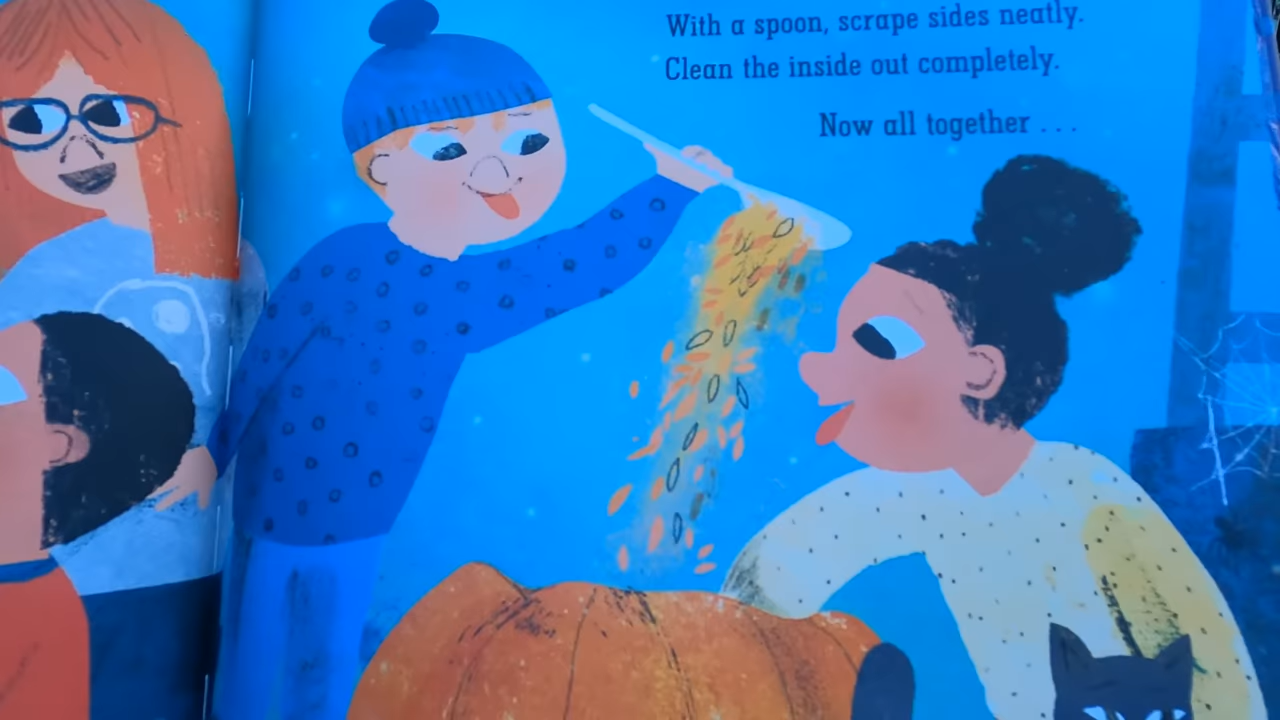 With a spoon, scrape sides neatly.
Clean the inside out completely.
Now all together . . .